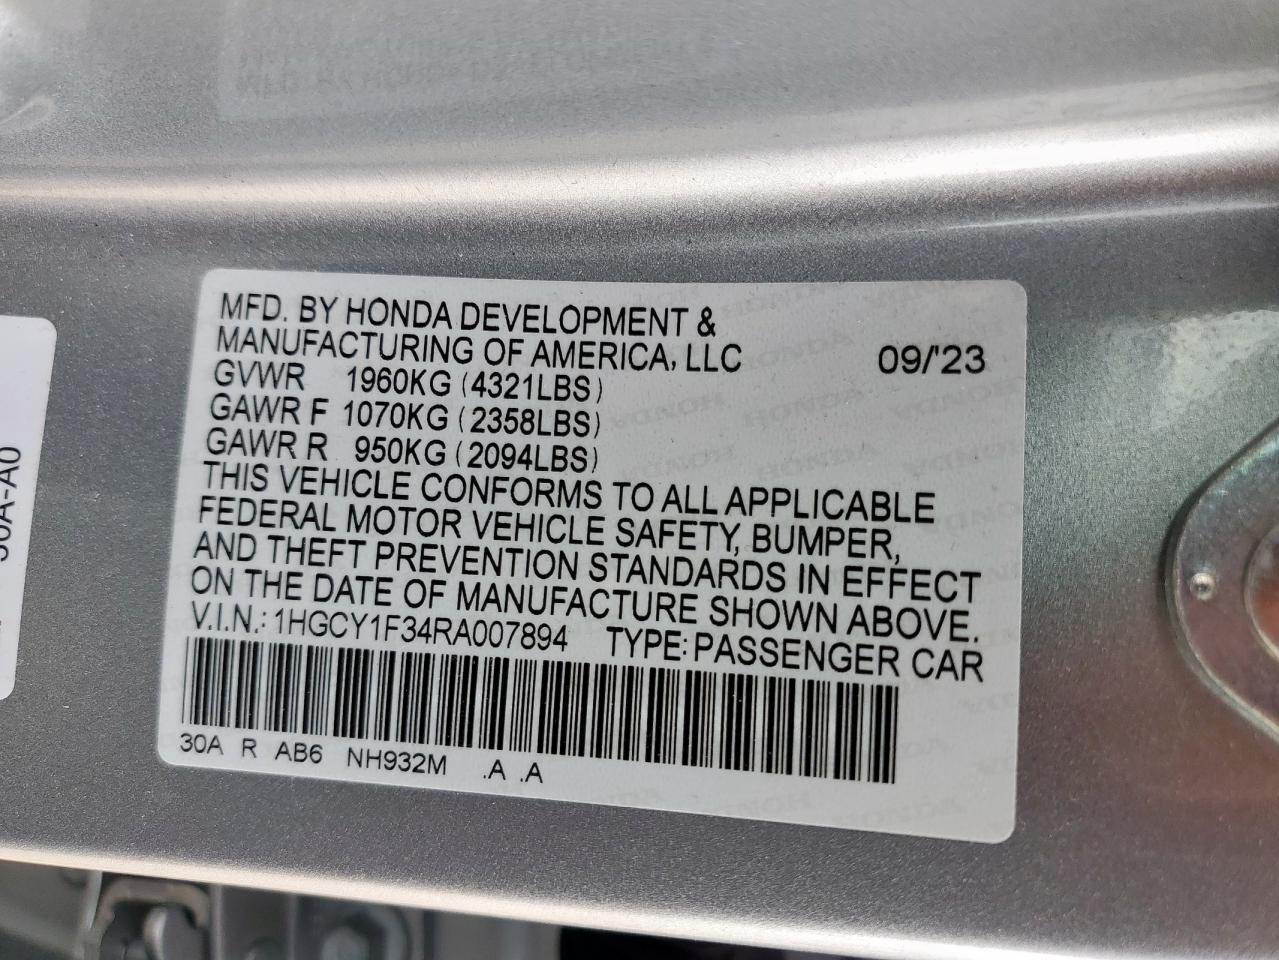 MFD. BY HONDA DEVELOPMENT &
MANUFACTURING OF AMERICA, LLC 09/'23
GVWR 1960KG (4321LBS)
GAWR F 1070KG (2358LBS)
GAWR R 950KG (2094LBS)
THIS VEHICLE CONFORMS TO ALL APPLICABLE
FEDERAL MOTOR VEHICLE SAFETY, BUMPER,
AND THEFT PREVENTION STANDARDS IN EFFECT
ON THE DATE OF MANUFACTURE SHOWN ABOVE.
V.I.N.: 1HGCY1F34RA007894 TYPE: PASSENGER CAR
30A R AB6 NH932M .A .A